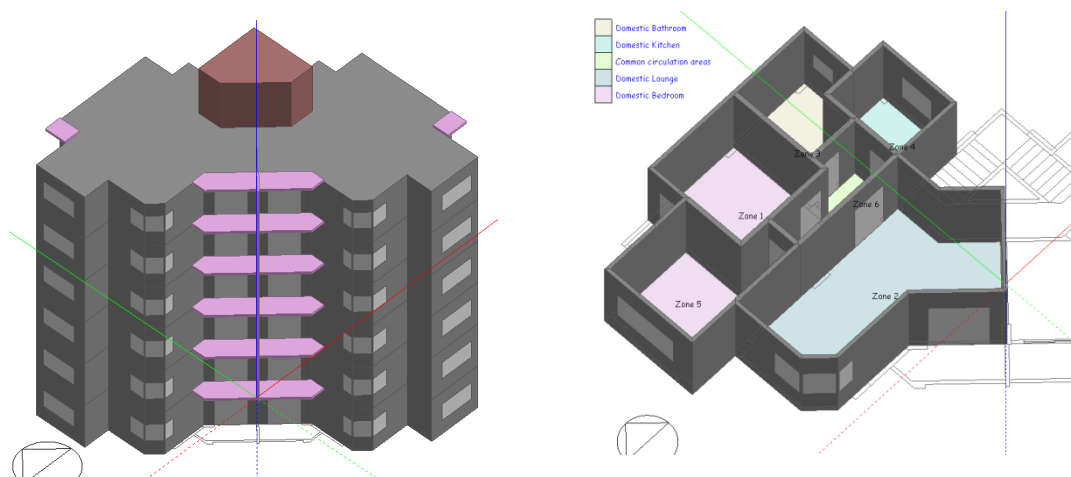 Domestic Bathroom
Domestic Kitchen
Common circulation areas
Domestic Lounge
Domestic Bedroom
Zone 3
Zone 4
Zone 1
Zone 6
Zone 5
Zone 2